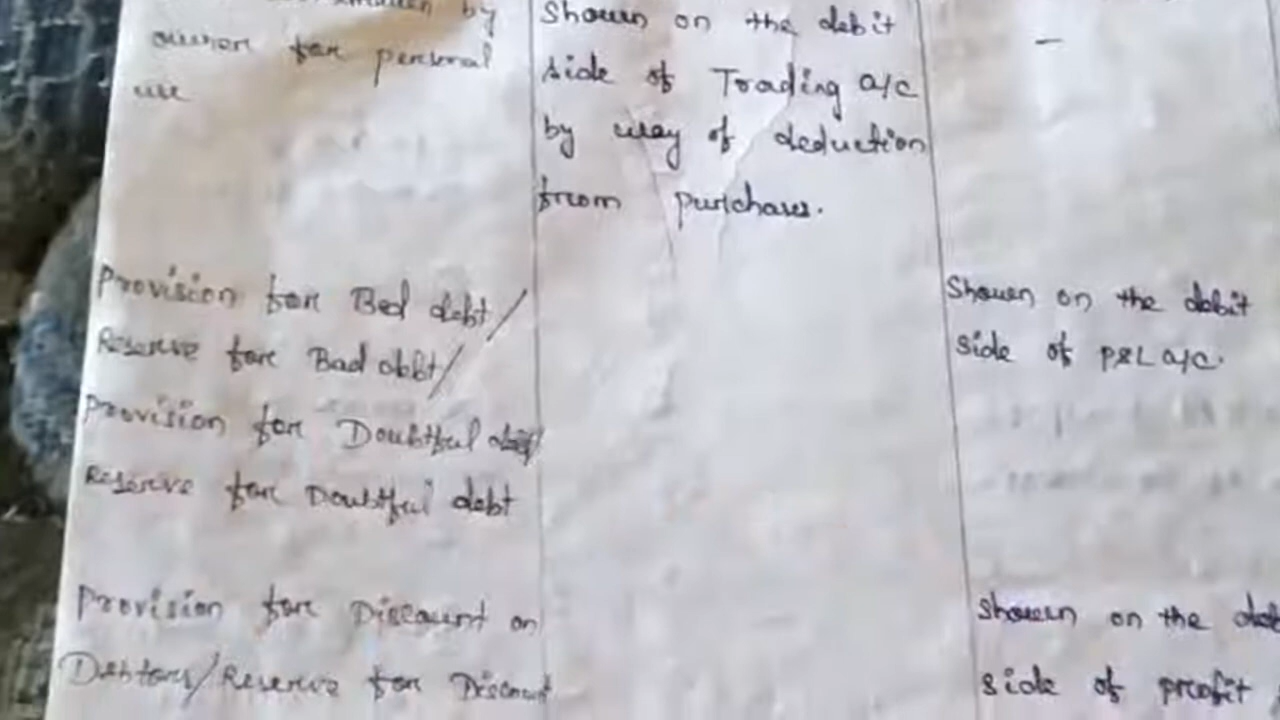 by
owner for personal
use
Shown on the debit
side of Trading a/c
by way of deduction
from purchases.
-
Provision for Bed debt/
Reserve for Bad debt/
Provision for Doubtful debt/
Reserve for Doubtful debt
Shown on the debit
side of P&L a/c.
Provision for Discount on
Debtors/Reserve for Discount
Shown on the
side of profit